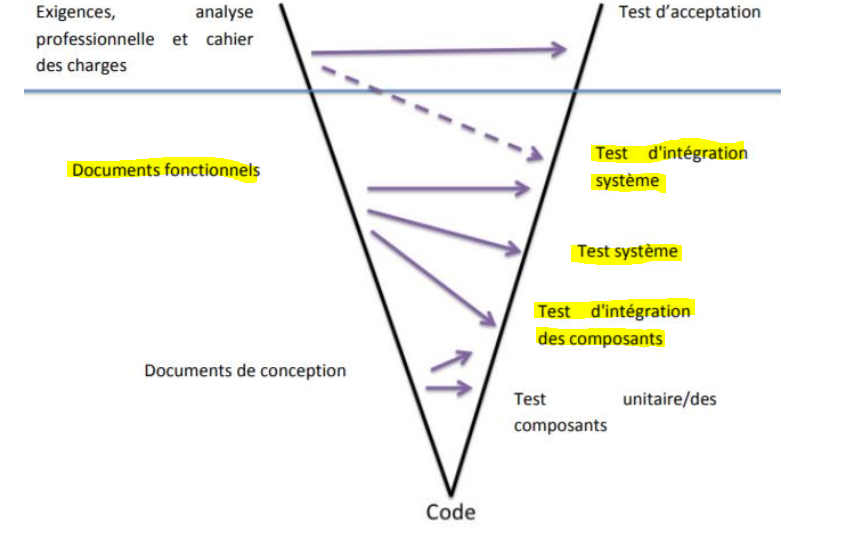 Exigences, analyse
professionnelle et cahier
des charges
Test d'acceptation
Documents fonctionnels
Test d'intégration
système
Test système
Test d'intégration
des composants
Documents de conception
Test unitaire/des
composants
Code